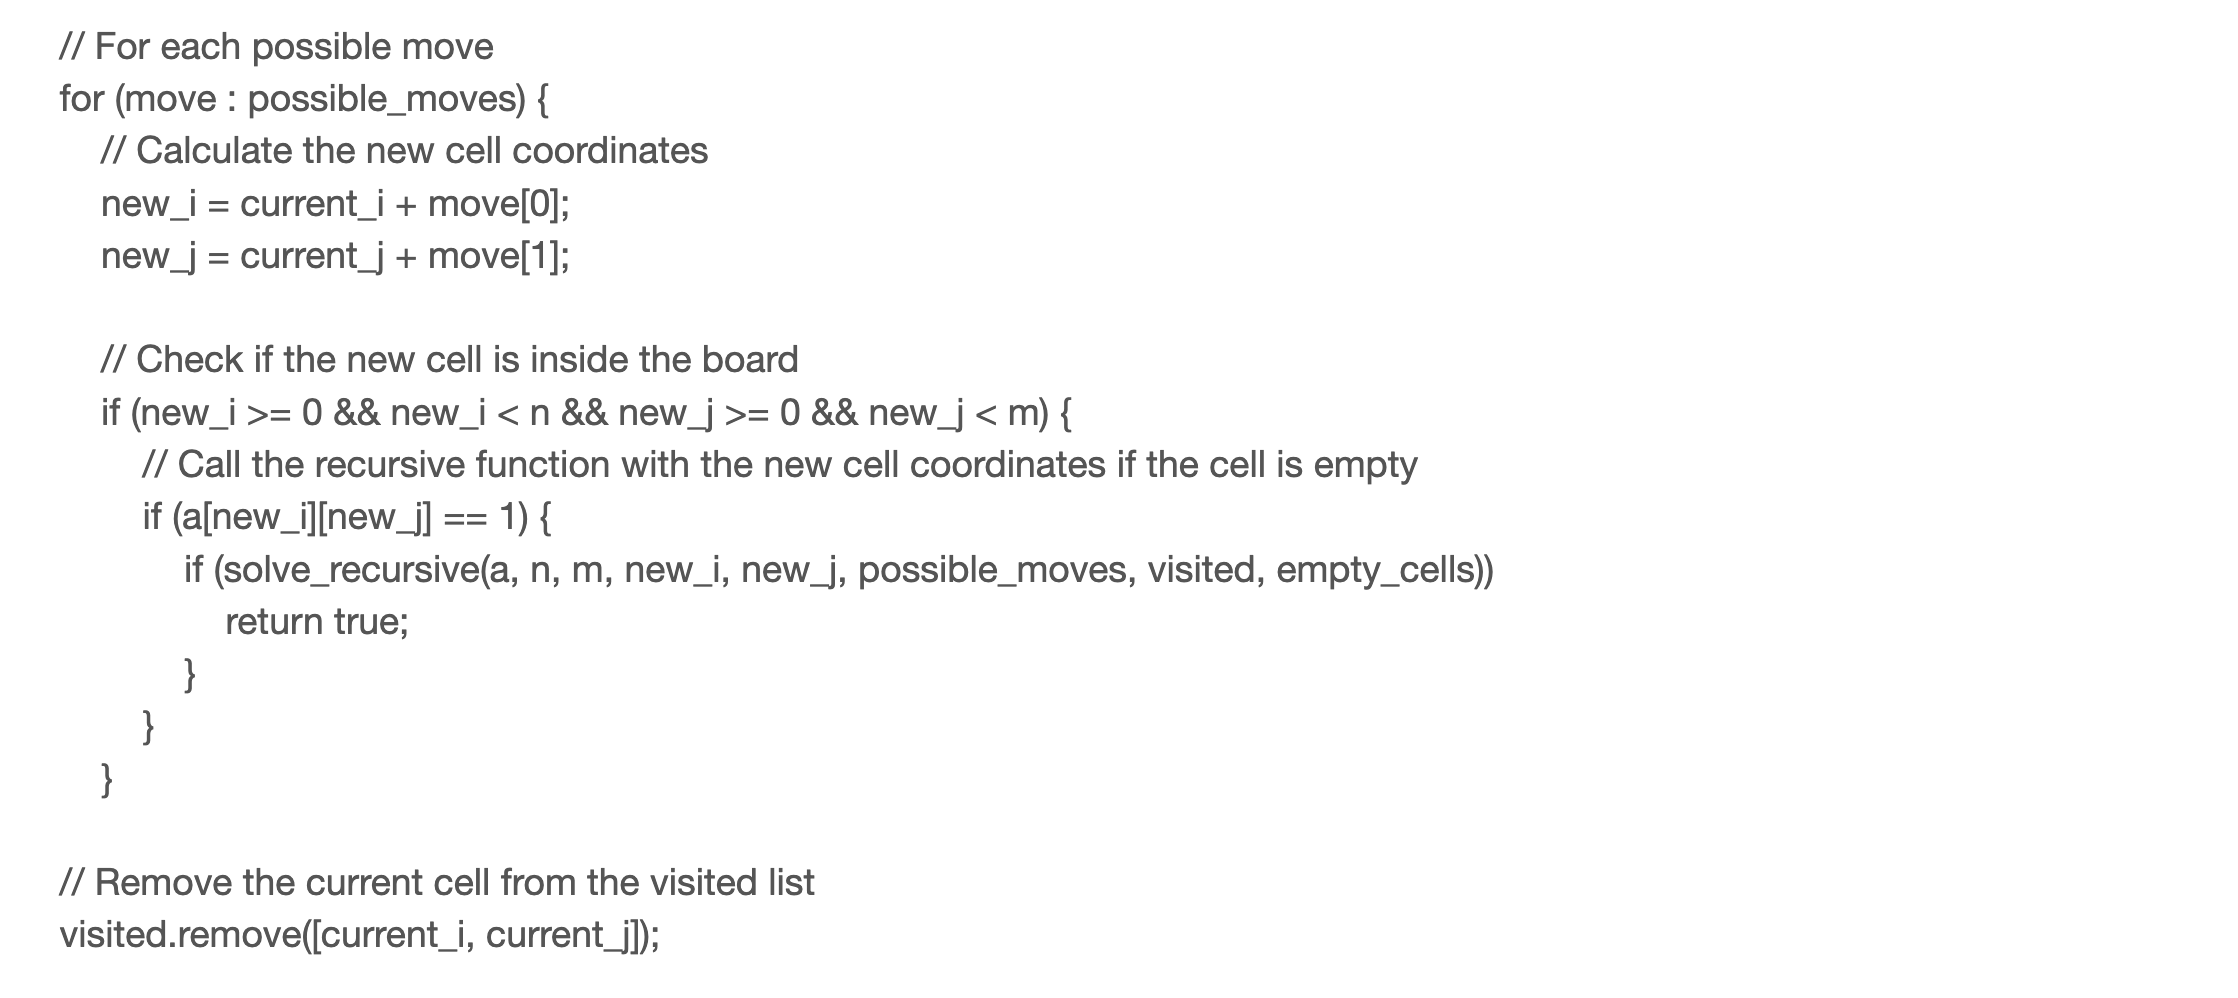 // For each possible move
for (move : possible_moves) {
// Calculate the new cell coordinates
new_i = current_i + move[0];
new_j = current_j + move[1];
// Check if the new cell is inside the board
if (new_i >= 0 && new_i < n && new_j >= 0 && new_j < m) {
// Call the recursive function with the new cell coordinates if the cell is empty
if (a[new_i][new_j] == 1) {
if (solve_recursive(a, n, m, new_i, new_j, possible_moves, visited, empty_cells))
return true;
}
}
}
// Remove the current cell from the visited list
visited.remove([current_i, current_j]);